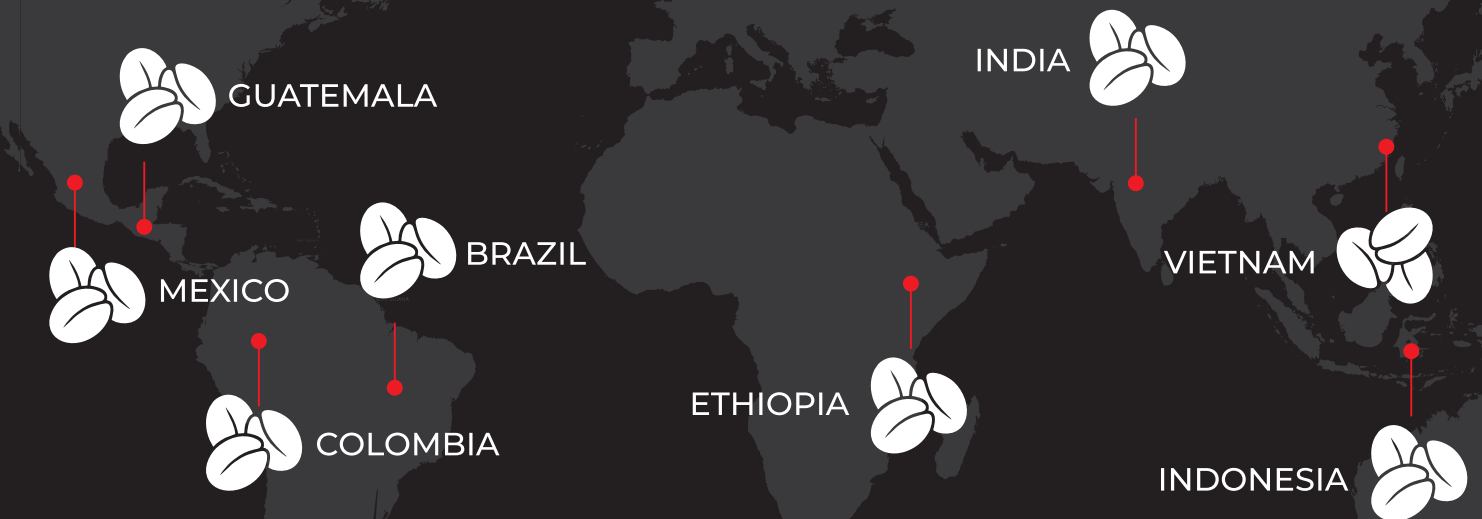 INDIA
GUATEMALA
BRAZIL
VIETNAM
MEXICO
ETHIOPIA
COLOMBIA
INDONESIA